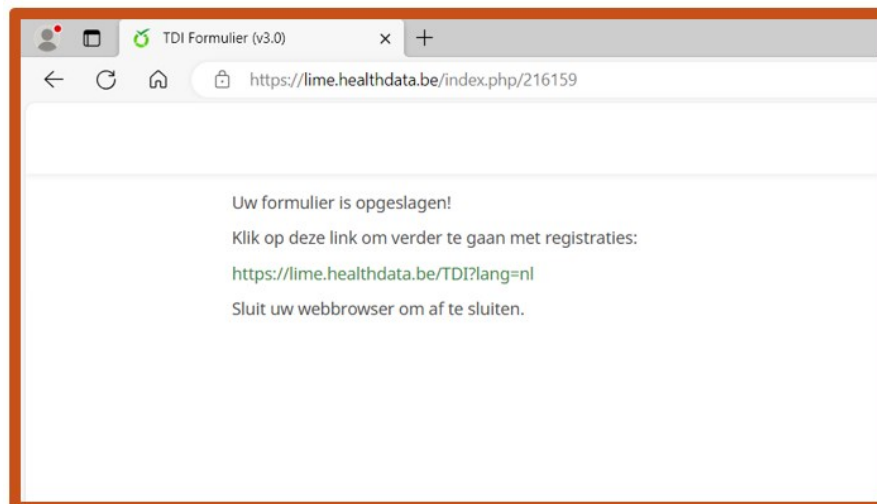 TDI Formulier (v3.0)
https://lime.healthdata.be/index.php/216159
Uw formulier is opgeslagen!
Klik op deze link om verder te gaan met registraties:
https://lime.healthdata.be/TDI?lang=nl
Sluit uw webbrowser om af te sluiten.